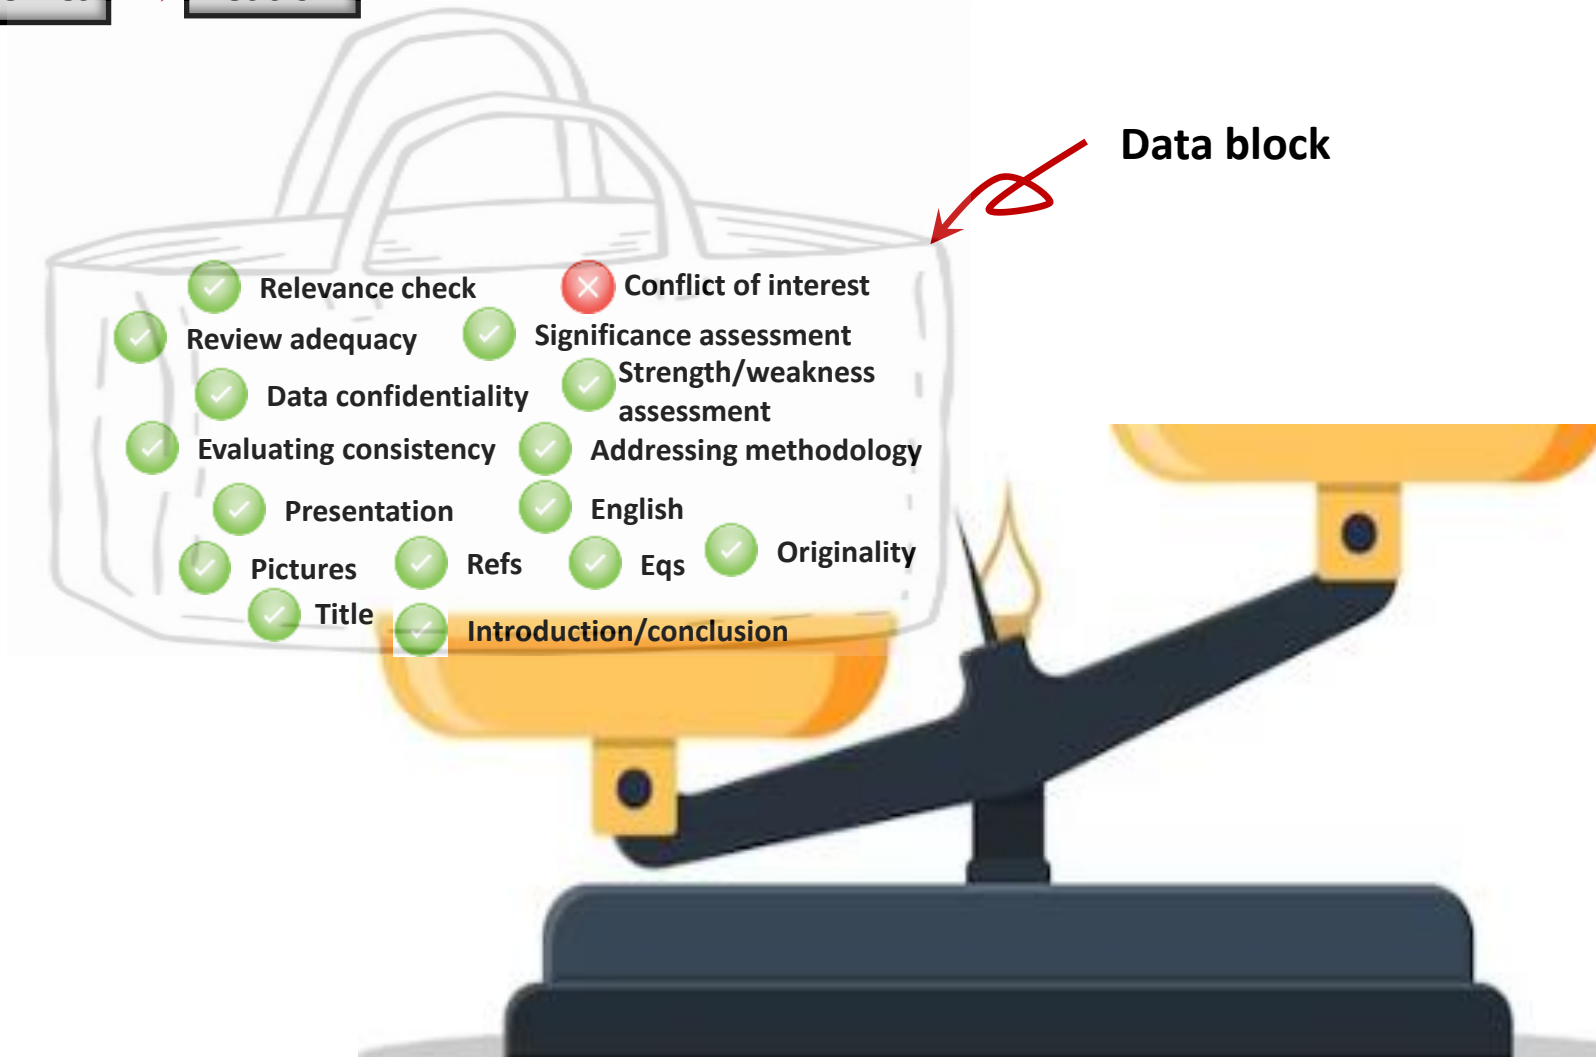 Data block
Relevance check
Conflict of interest
Review adequacy
Significance assessment
Data confidentiality
Strength/weakness
assessment
Evaluating consistency
Addressing methodology
Presentation
English
Pictures
Refs
Eqs
Originality
Title
Introduction/conclusion